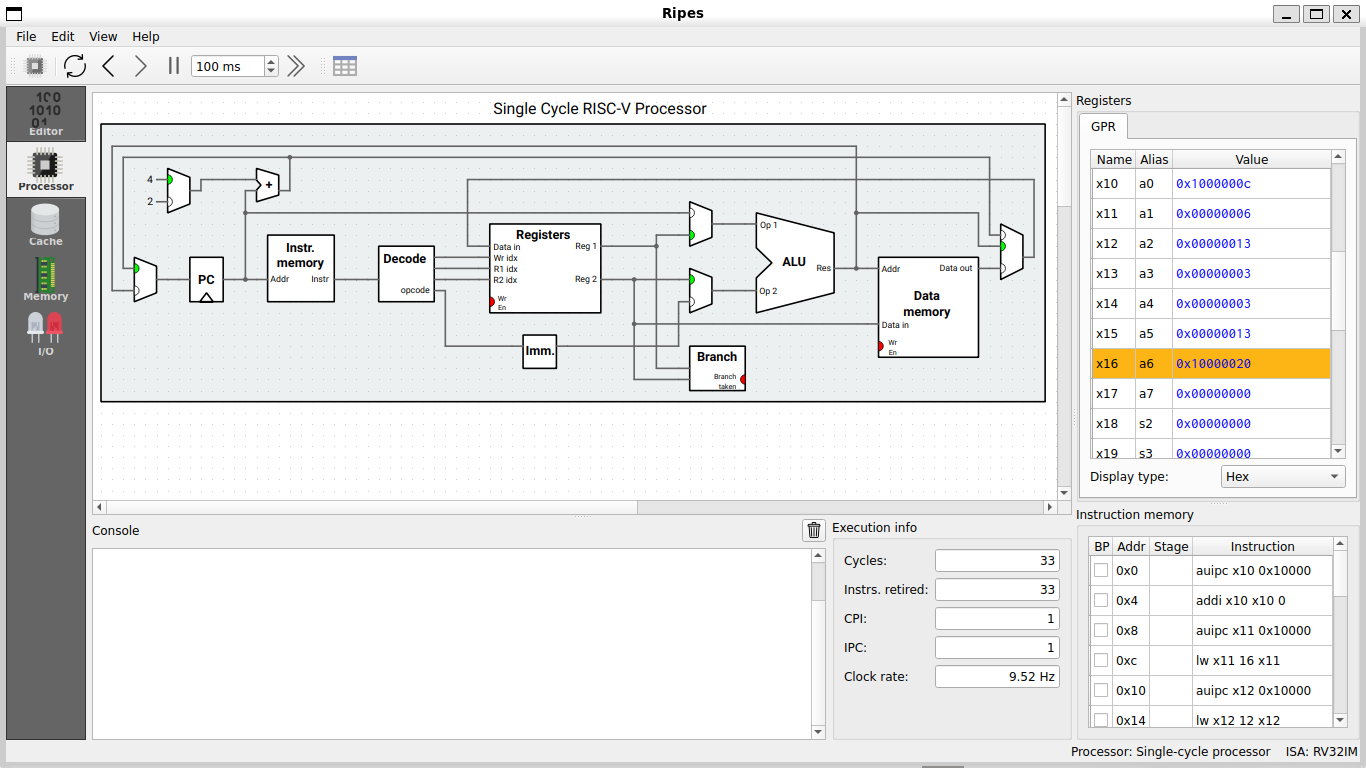 Ripes
File Edit View Help
100 ms
Editor
Processor
Cache
Memory
I/O
Single Cycle RISC-V Processor
4
2
+
PC
Instr. memory
Addr Instr
Decode
opcode
Registers
Data in
Wr idx
R1 idx
R2 idx
Wr
En
Reg 1
Reg 2
Imm.
Op 1
ALU
Res
Op 2
Branch
Branch
taken
Addr Data out
Data
memory
Data in
Wr
En
Registers
GPR
Name Alias Value
x10 a0 0x1000000c
x11 a1 0x00000006
x12 a2 0x00000013
x13 a3 0x00000003
x14 a4 0x00000003
x15 a5 0x00000013
x16 a6 0x10000020
x17 a7 0x00000000
x18 s2 0x00000000
x19 s3 0x00000000
Display type: Hex
Console
Execution info
Cycles: 33
Instrs. retired: 33
CPI: 1
IPC: 1
Clock rate: 9.52 Hz
Instruction memory
BP Addr Stage Instruction
0x0 auipc x10 0x10000
0x4 addi x10 x10 0
0x8 auipc x11 0x10000
0xc lw x11 16 x11
0x10 auipc x12 0x10000
0x14 lw x12 12 x12
Processor: Single-cycle processor ISA: RV32IM